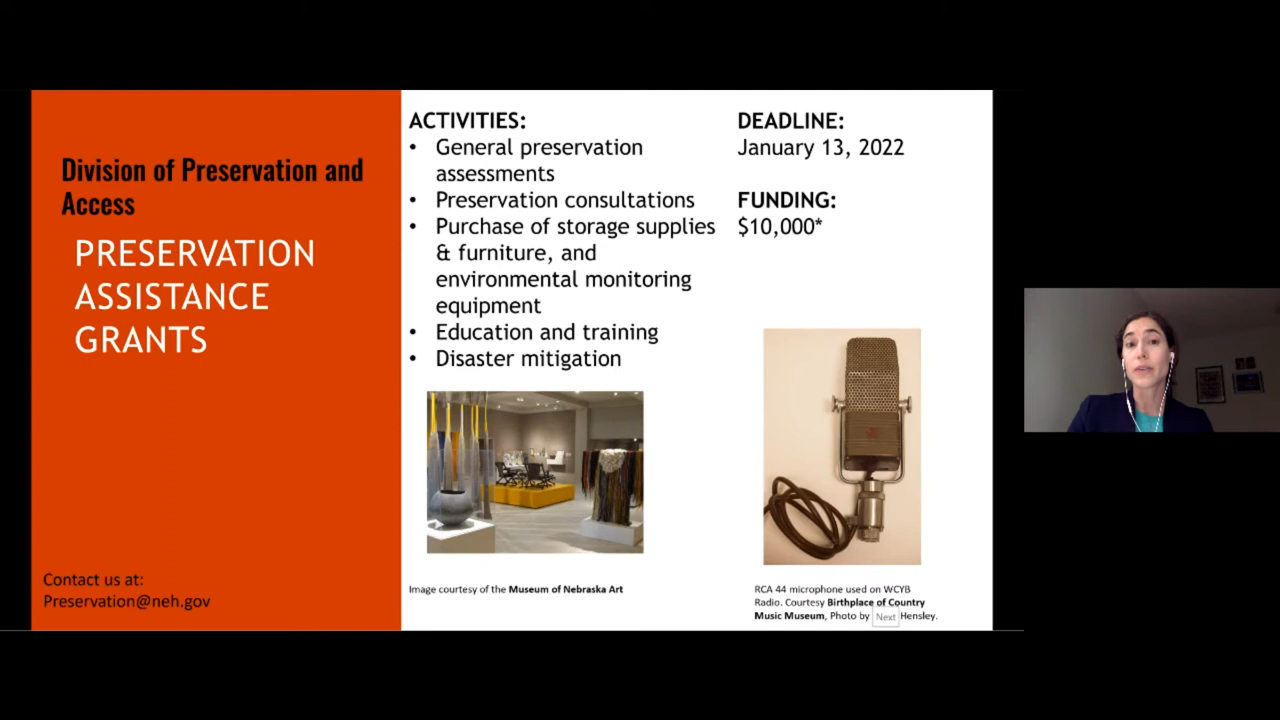 Division of Preservation and
Access
PRESERVATION
ASSISTANCE
GRANTS
Contact us at:
Preservation@neh.gov
ACTIVITIES:
• General preservation
assessments
• Preservation consultations
• Purchase of storage supplies
& furniture, and
environmental monitoring
equipment
• Education and training
• Disaster mitigation
Image courtesy of the Museum of Nebraska Art
DEADLINE:
January 13, 2022
FUNDING:
$10,000*
RCA 44 microphone used on WCYB
Radio. Courtesy Birthplace of Country
Music Museum, Photo by Hensley.
Next